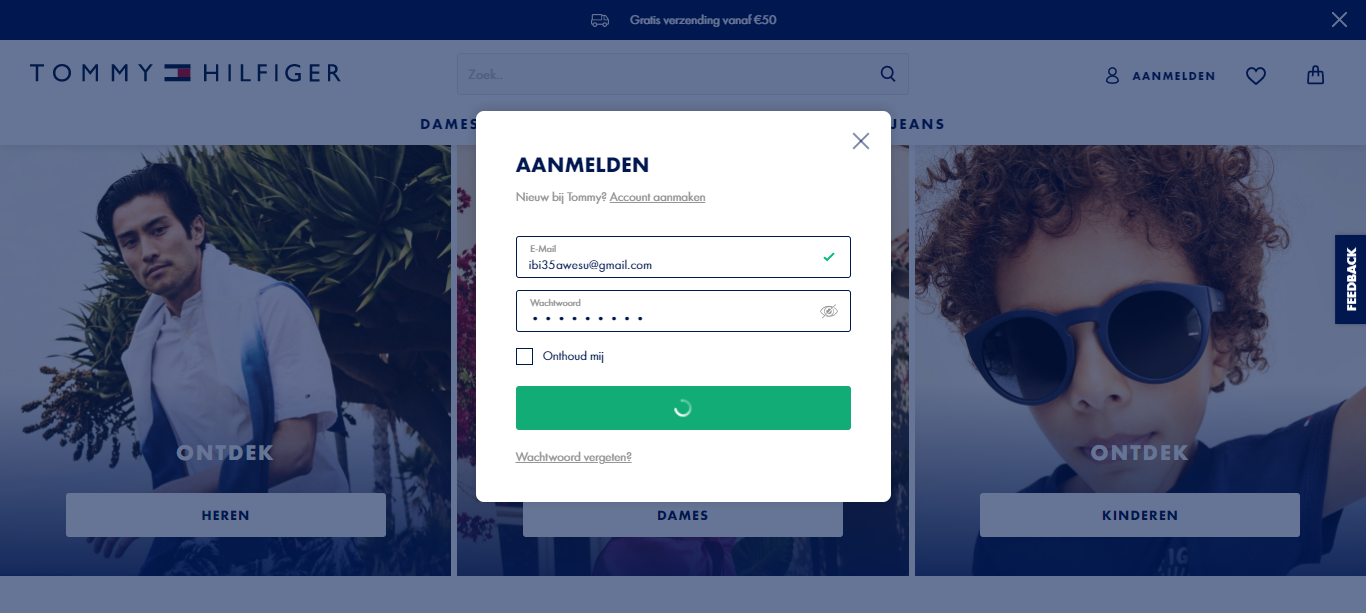 Gratis verzending vanaf €50
TOMMY HILFIGER
Zoek..
AANMELDEN
DAMES
JEANS
AANMELDEN
Nieuw bij Tommy? Account aanmaken
E-Mail
ibi35awesu@gmail.com
Wachtwoord
• • • • • • • • •
Onthoud mij
Wachtwoord vergeten?
FEEDBACK
ONTDEK
ONTDEK
HEREN
DAMES
KINDEREN